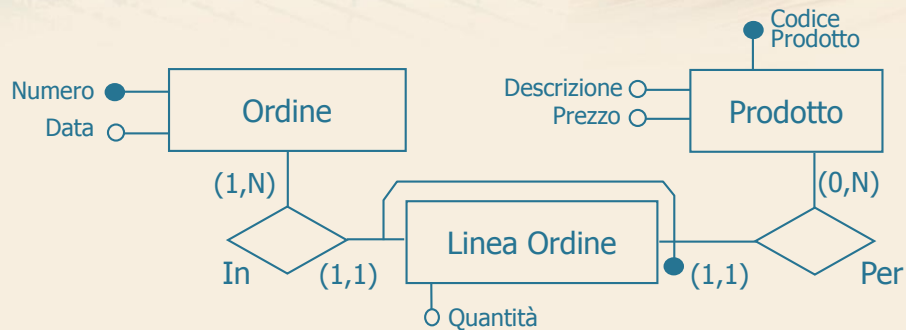 Codice
Prodotto
Numero
Data
Ordine
Descrizione
Prezzo
Prodotto
(1,N)
(0,N)
Linea Ordine
In
(1,1)
(1,1)
Per
Quantità